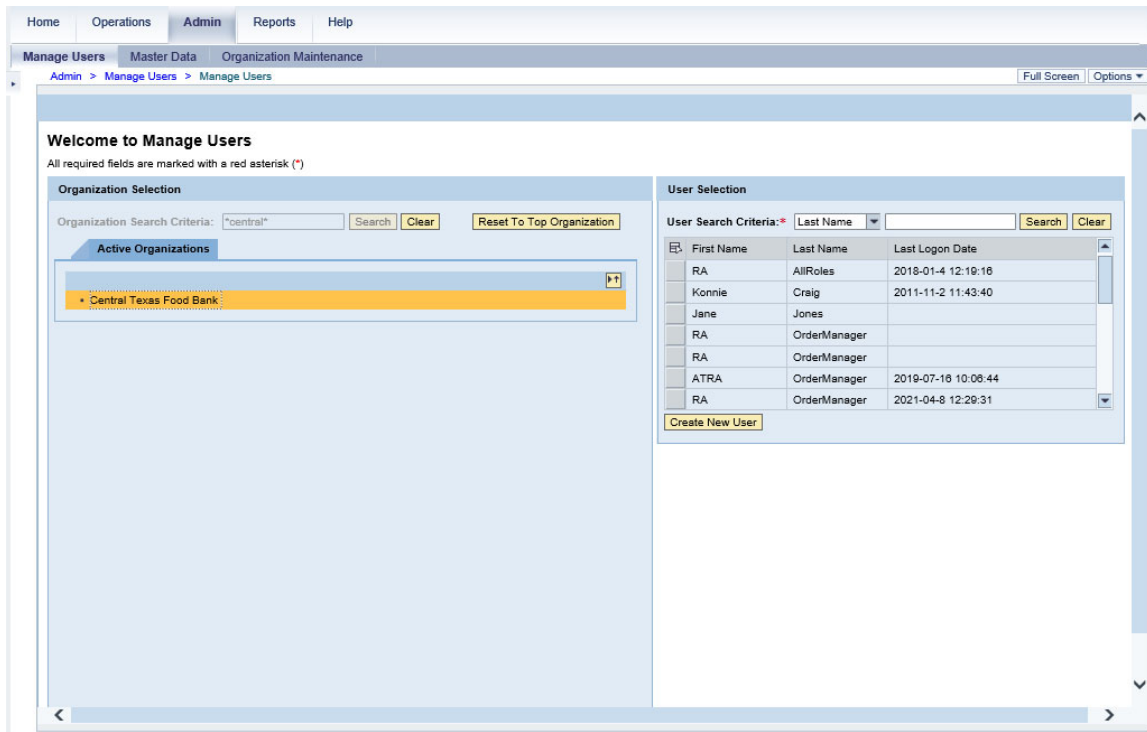 Home Operations Admin Reports Help
Manage Users Master Data Organization Maintenance
Admin > Manage Users > Manage Users Full Screen Options
Welcome to Manage Users
All required fields are marked with a red asterisk (*)
Organization Selection
Organization Search Criteria: *central* Search Clear Reset To Top Organization
Active Organizations
• Central Texas Food Bank
User Selection
User Search Criteria:* Last Name Search Clear
First Name Last Name Last Logon Date
RA AllRoles 2018-01-4 12:19:16
Konnie Craig 2011-11-2 11:43:40
Jane Jones
RA OrderManager
RA OrderManager
ATRA OrderManager 2019-07-16 10:06:44
RA OrderManager 2021-04-8 12:29:31
Create New User